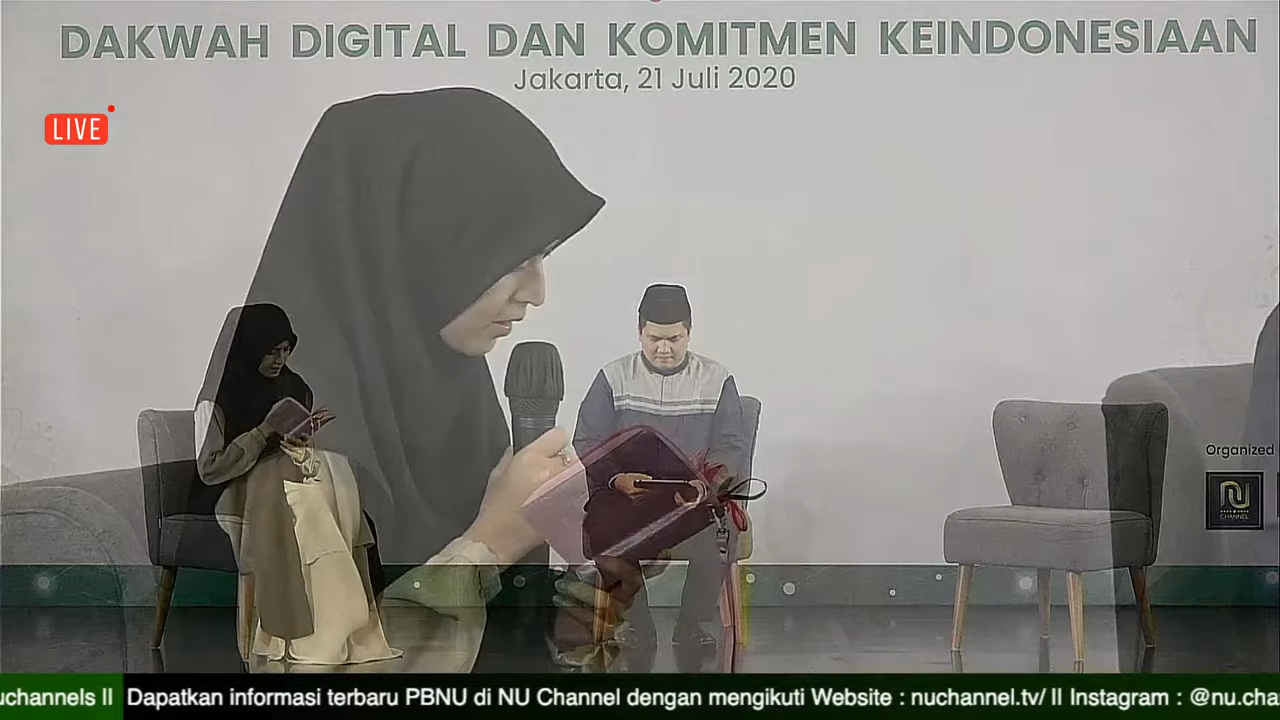 DAKWAH DIGITAL DAN KOMITMEN KEINDONESIAAN
Jakarta, 21 Juli 2020
LIVE
Organized
NU
CHANNEL
uchannels II Dapatkan informasi terbaru PBNU di NU Channel dengan mengikuti Website : nuchannel.tv/ II Instagram : @nu.cha